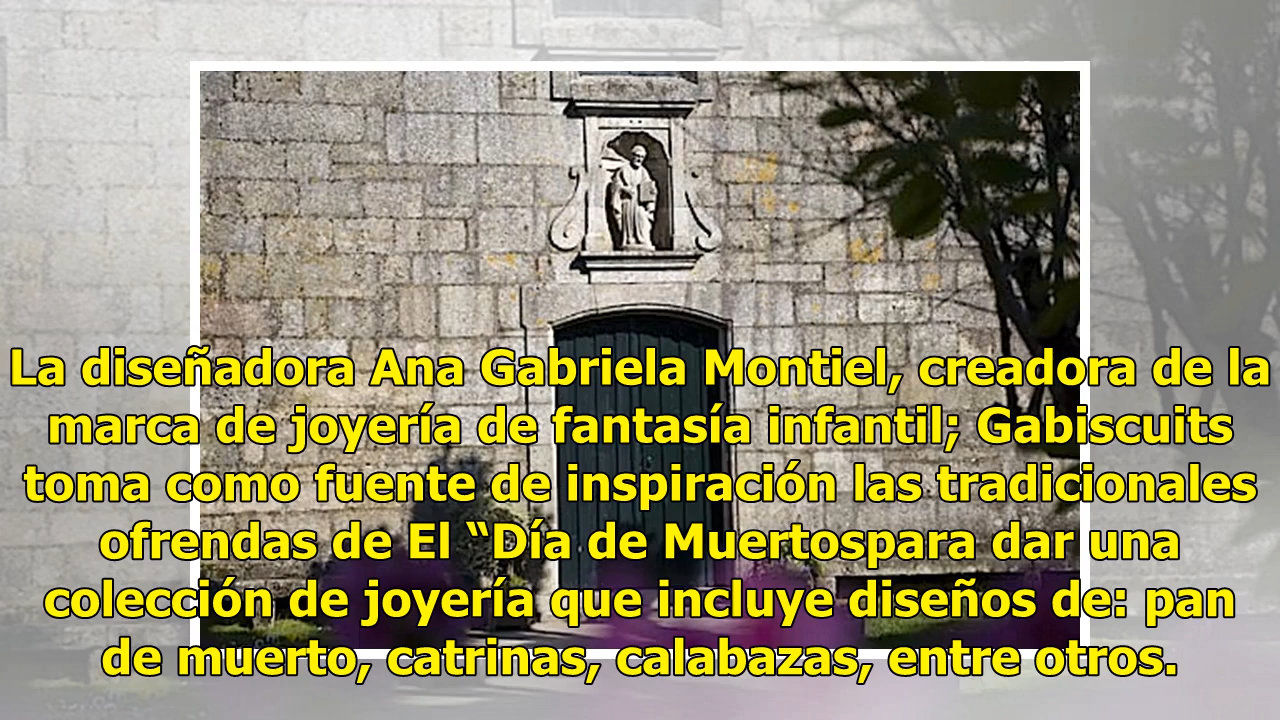 La diseñadora Ana Gabriela Montiel, creadora de la
marca de joyería de fantasía infantil; Gabiscuits
toma como fuente de inspiración las tradicionales
ofrendas de El “Día de Muertospara dar una
colección de joyería que incluye diseños de: pan
de muerto, catrinas, calabazas, entre otros.